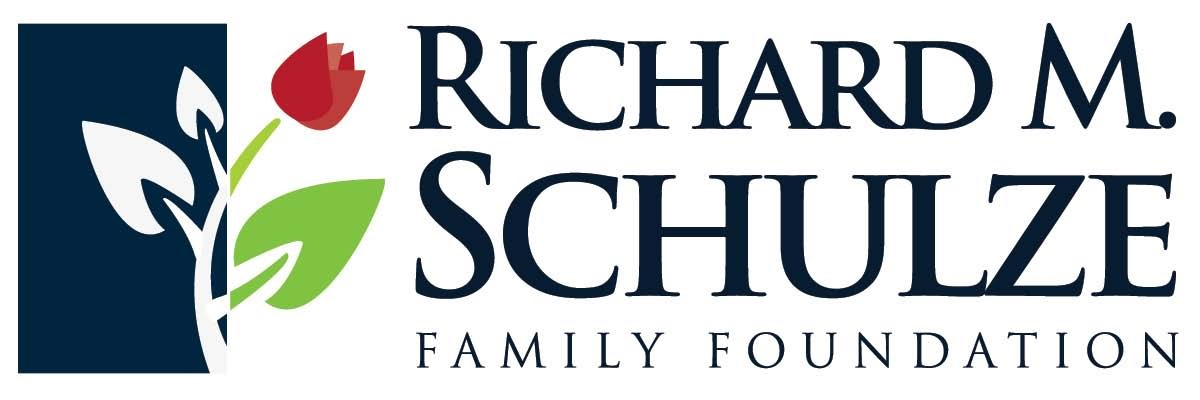 RICHARD M.
SCHULZE
FAMILY FOUNDATION